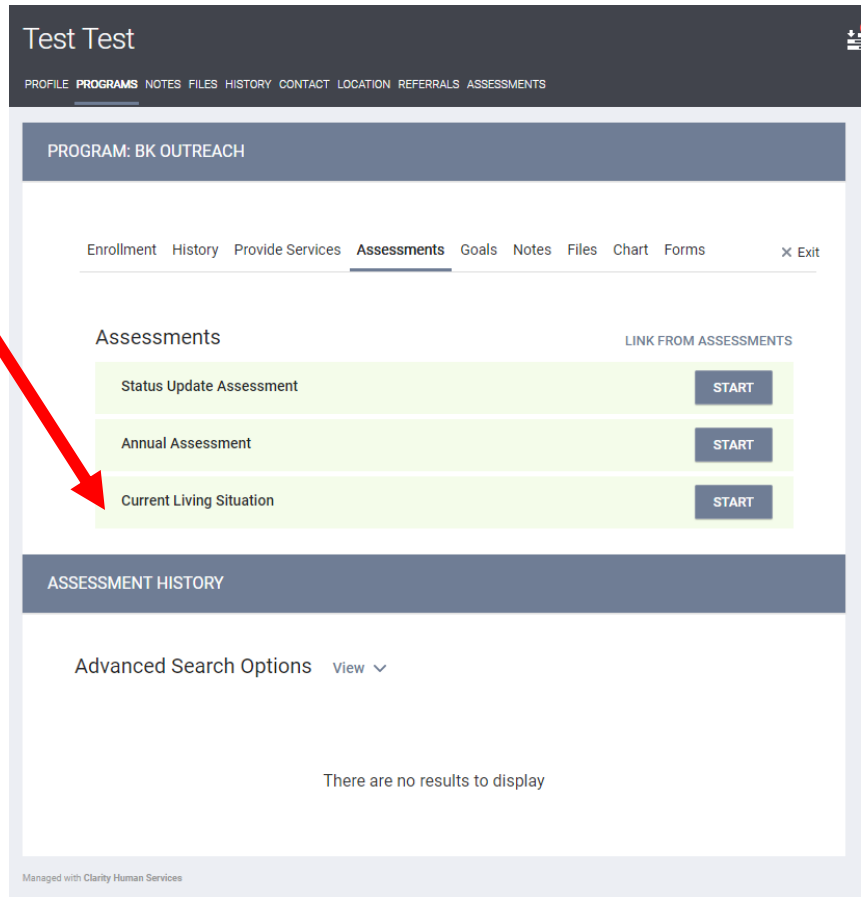 Test Test
PROFILE PROGRAMS NOTES FILES HISTORY CONTACT LOCATION REFERRALS ASSESSMENTS
PROGRAM: BK OUTREACH
Enrollment History Provide Services Assessments Goals Notes Files Chart Forms × Exit
Assessments LINK FROM ASSESSMENTS
Status Update Assessment START
Annual Assessment START
Current Living Situation START
ASSESSMENT HISTORY
Advanced Search Options View
There are no results to display
Managed with Clarity Human Services